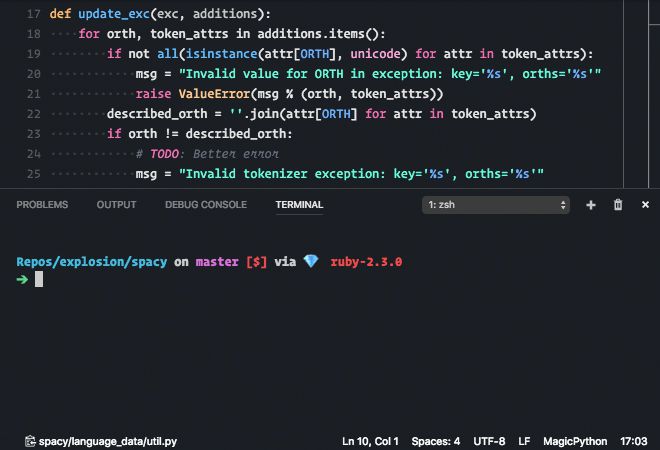 17 def update_exc(exc, additions):
18 for orth, token_attrs in additions.items():
19 if not all(isinstance(attr[ORTH], unicode) for attr in token_attrs):
20 msg = "Invalid value for ORTH in exception: key='%s', orths='%s'"
21 raise ValueError(msg % (orth, token_attrs))
22 described_orth = ''.join(attr[ORTH] for attr in token_attrs)
23 if orth != described_orth:
24 # TODO: Better error
25 msg = "Invalid tokenizer exception: key='%s', orths='%s'"
PROBLEMS OUTPUT DEBUG CONSOLE TERMINAL 1: zsh
Repos/explosion/spacy on master [$] via 💎 ruby-2.3.0
➜
spacy/language_data/util.py Ln 10, Col 1 Spaces: 4 UTF-8 LF MagicPython 17:03